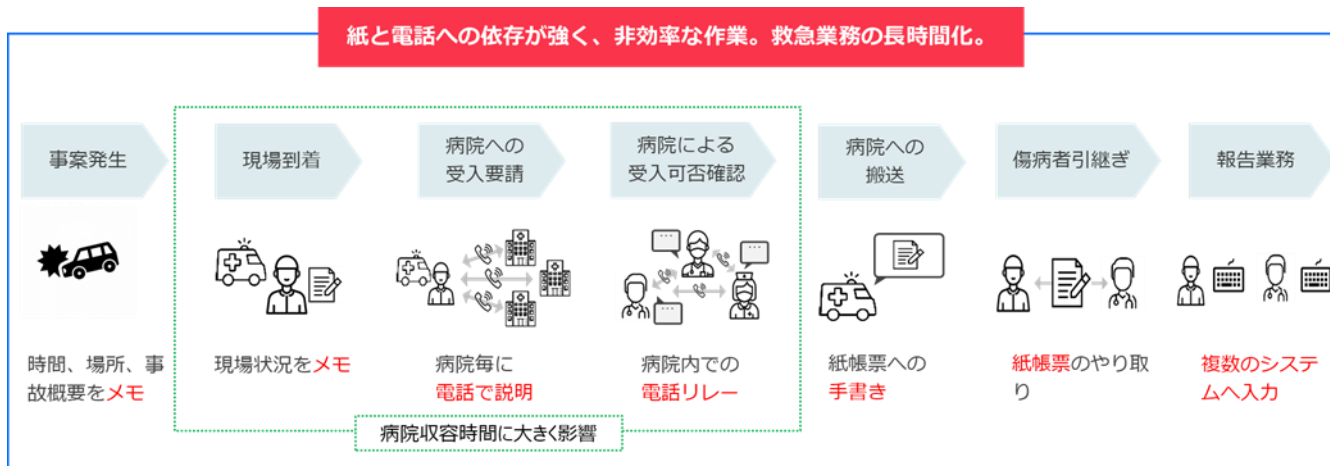 紙と電話への依存が強く、非効率な作業。救急業務の長時間化。
事案発生
現場到着
病院への
受入要請
病院による
受入可否確認
病院への
搬送
傷病者引継ぎ
報告業務
時間、場所、事
故概要をメモ
現場状況をメモ
病院毎に
電話で説明
病院内での
電話リレー
紙帳票への
手書き
紙帳票のやり取
り
複数のシステ
ムへ入力
病院収容時間に大きく影響